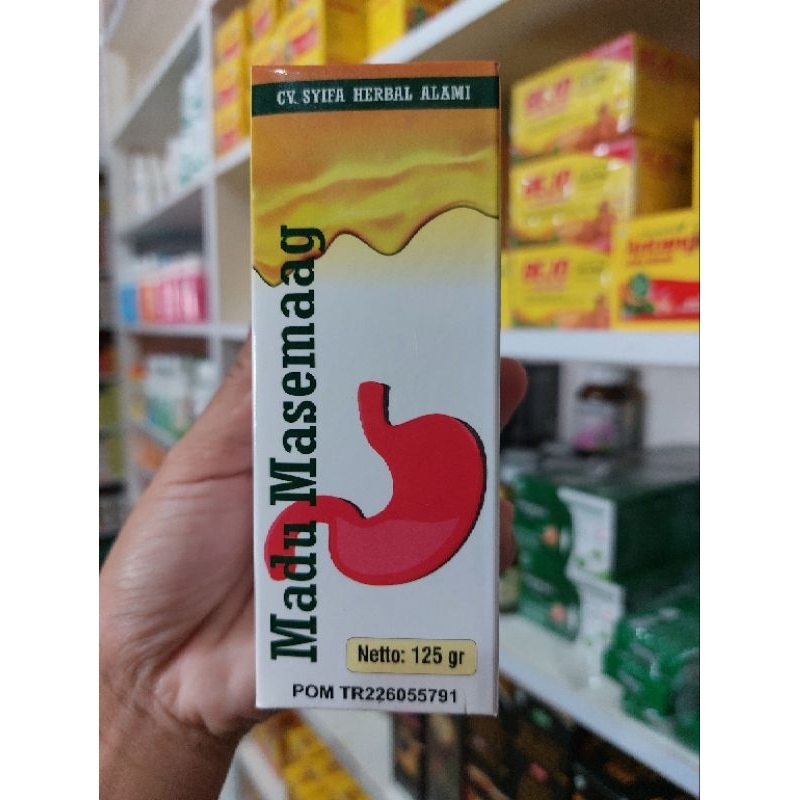 CV. SYIFA HERBAL ALAMI
Madu Masemaag
Netto: 125 gr
POM TR226055791